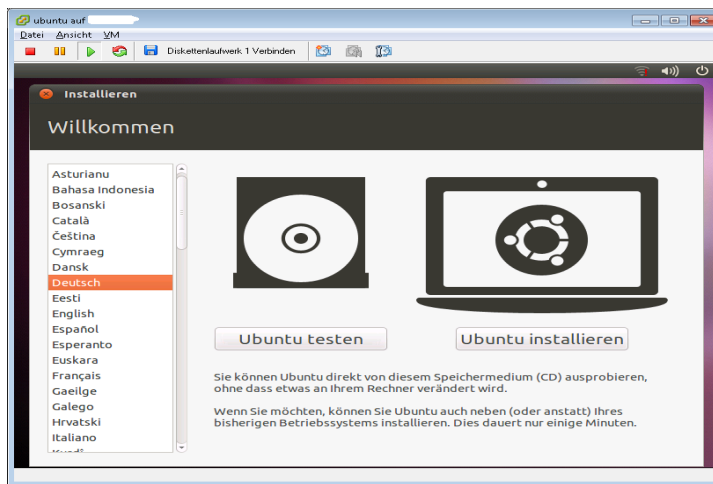 ubuntu auf
Datei Ansicht VM
Diskettenlaufwerk 1 Verbinden
Installieren
Willkommen
Asturianu
Bahasa Indonesia
Bosanski
Català
Čeština
Cymraeg
Dansk
Deutsch
Eesti
English
Español
Esperanto
Euskara
Français
Gaeilge
Galego
Hrvatski
Italiano
Ubuntu testen
Ubuntu installieren
Sie können Ubuntu direkt von diesem Speichermedium (CD) ausprobieren,
ohne dass etwas an Ihrem Rechner verändert wird.
Wenn Sie möchten, können Sie Ubuntu auch neben (oder anstatt) Ihres
bisherigen Betriebssystems installieren. Dies dauert nur einige Minuten.